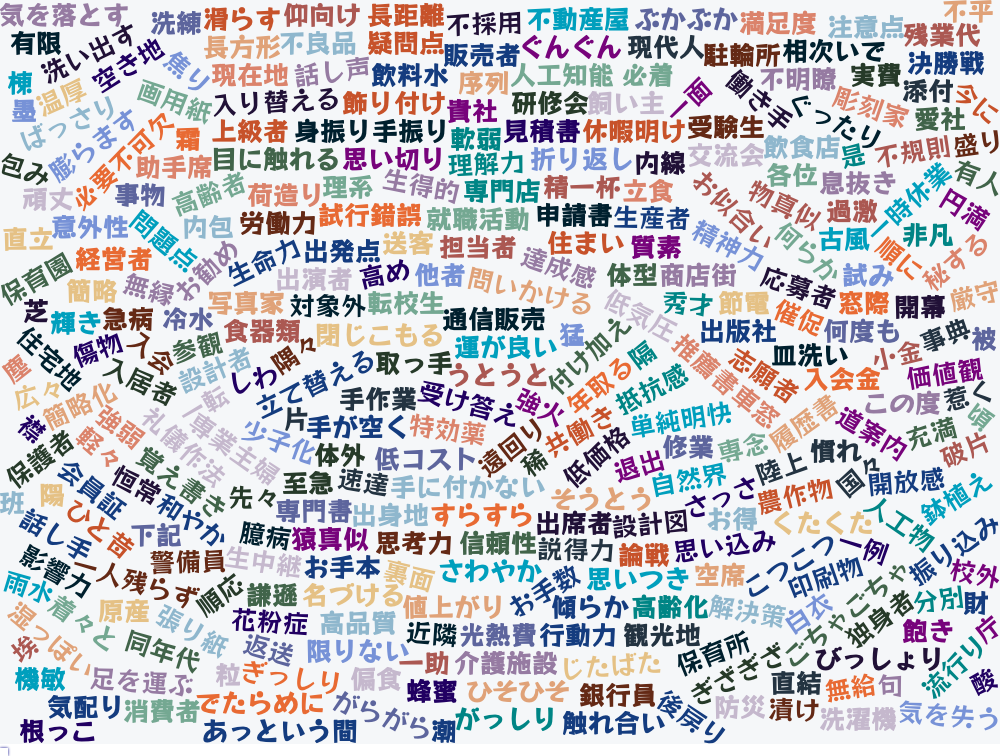 気を落とす 洗練 滑らす 仰向け 長距離 不採用 不動産屋 ぶかぶか 満足度 注意点 不平
有限 洗い出す 長方形 不良品 疑問点 販売者 ぐんぐん 現代人 駐輪所 相次いで 残業代
棟 空き地 焦り 現在地 話し声 飲料水 序列 人工知能 必着 不明瞭 実費 決勝戦
墨 温厚 画用紙 入り替える 飾り付け 貴社 研修会 飼い主 働き手 ぐったり 彫刻家 添付
ばっさり 膨らます 必要不可欠 霜 上級者 身振り手振り 軟弱 見積書 休暇明け 受験生 愛社
包み 助手席 目に触れる 思い切り 理解力 折り返し 内線 交流会 飲食店 是 不規則 盛り
頑丈 事物 高齢者 荷造り 理系 生得的 専門店 精一杯 立食 お似合い 物真似 各位 息抜き 一時休業 有人
直立 意外性 問題点 内包 労働力 試行錯誤 就職活動 申請書 生産者 精神力 何らか 過激 古風 非凡 円満
保育園 経営者 お勧め 生命力 出発点 送客 担当者 達成感 住まい 質素 順に 秘する
簡略 無縁 出演者 高め 他者 問いかける 体型 商店街 応募者 試み
芝 輝き 急病 冷水 写真家 対象外 転校生 低気圧 秀才 節電 催促 窓際 開幕 厳守
住宅地 傷物 入会 参観 食器類 閉じこもる 通信販売 付け加え 出版社 何度も 事典 被
塵 入居者 設計者 しわ 隅々 取っ手 運が良い 猛 隔 推薦書 志願者 皿洗い 小金
広々 簡略化 一転 立て替える うとうと 年取る 抵抗感 車窓 入会金 価値観
襟 強弱 礼儀作法 専業主婦 片 手作業 受け答え 強火 共働き 単純明快 履歴書 この度 惹く 頃
保護者 軽々 少子化 手が空く 特効薬 遠回り 稀 低価格 修業 専念 道案内 充満 破片
会員証 覚え書き 体外 低コスト 退出 自然界 陸上 慣れ
班 陽 恒常 和やか 先々 至急 速達 手に付かない そうとう さっさ 農作物 国々 開放感 鉢植え
話し手 ひと昔 下記 専門書 出身地 すらすら 出席者 設計図 お得 くたくた 人工的
影響力 一人残らず 警備員 臆病 猿真似 思考力 信頼性 説得力 論戦 思い込み こつこつ 一例 振り込み
雨水 着々と 順応 生中継 お手本 裏面 さわやか お手数 思いつき 空席 印刷物 ごちゃごちゃ 校外
湿っぽい 原産 張り紙 謙遜 名づける 値上がり 傾らか 高齢化 解決策 白衣 独身者 分別 財
埃 同年代 花粉症 高品質 近隣 光熱費 行動力 観光地 保育所 飽き 庁
機敏 足を運ぶ 返送 限りない 一助 介護施設 じたばた ぎざぎざ びっしょり 流行り
粒 ぎっしり 偏食 蜂蜜 ひそひそ 銀行員 直結 無給 句 酸
気配り 消費者 でたらめに がらがら 潮 がっしり 触れ合い 後戻り 防災 漬け 洗濯機 気を失う
根っこ あっという間